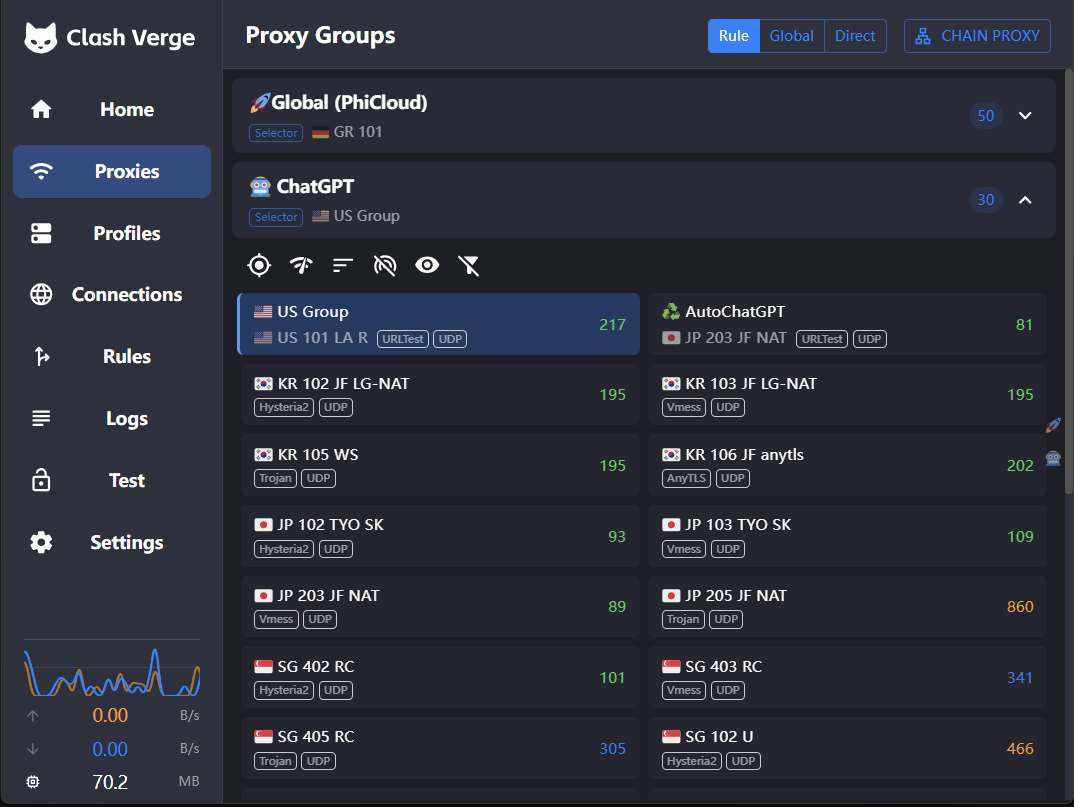 Clash Verge
Home
Proxies
Profiles
Connections
Rules
Logs
Test
Settings
0.00 B/s
0.00 B/s
70.2 MB
Proxy Groups
Rule Global Direct CHAIN PROXY
Global (PhiCloud)
Selector GR 101
50
ChatGPT
Selector US Group
30
US Group
US 101 LA R URLTest UDP
217
AutoChatGPT
JP 203 JF NAT URLTest UDP
81
KR 102 JF LG-NAT
Hysteria2 UDP
195
KR 103 JF LG-NAT
Vmess UDP
195
KR 105 WS
Trojan UDP
195
KR 106 JF anytls
AnyTLS UDP
202
JP 102 TYO SK
Hysteria2 UDP
93
JP 103 TYO SK
Vmess UDP
109
JP 203 JF NAT
Vmess UDP
89
JP 205 JF NAT
Trojan UDP
860
SG 402 RC
Hysteria2 UDP
101
SG 403 RC
Vmess UDP
341
SG 405 RC
Trojan UDP
305
SG 102 U
Hysteria2 UDP
466